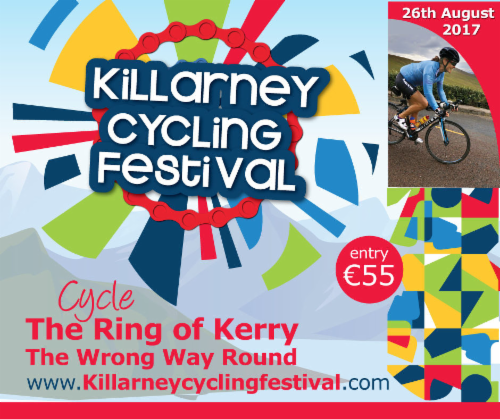 26th August
2017
Killarney
Cycling
Festival
entry
€55
Cycle
The Ring of Kerry
The Wrong Way Round
www.Killarneycyclingfestival.com